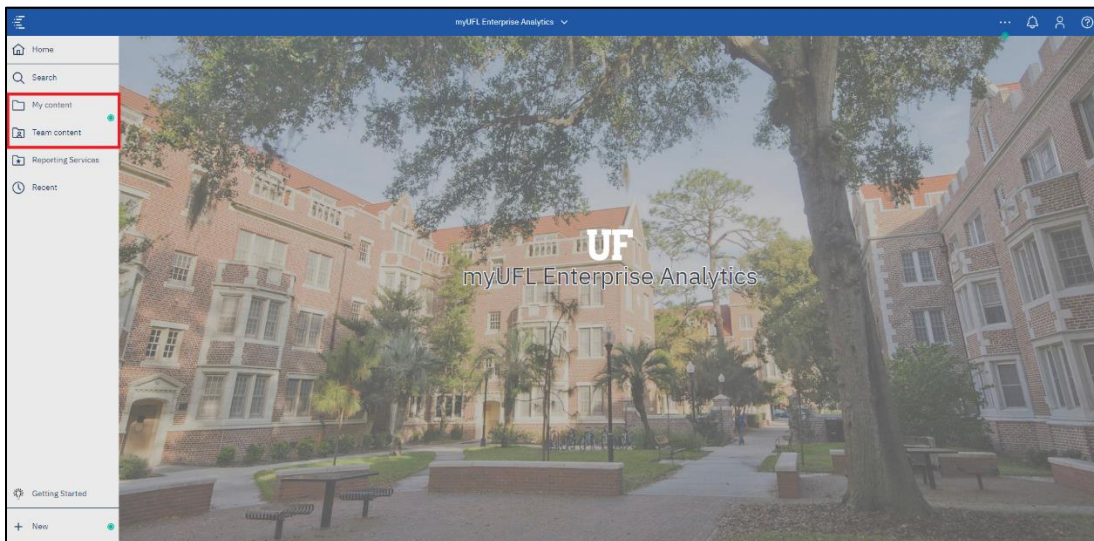 myUFL Enterprise Analytics
Home
Search
My content
Team content
Reporting Services
Recent
UF
myUFL Enterprise Analytics
Getting Started
New